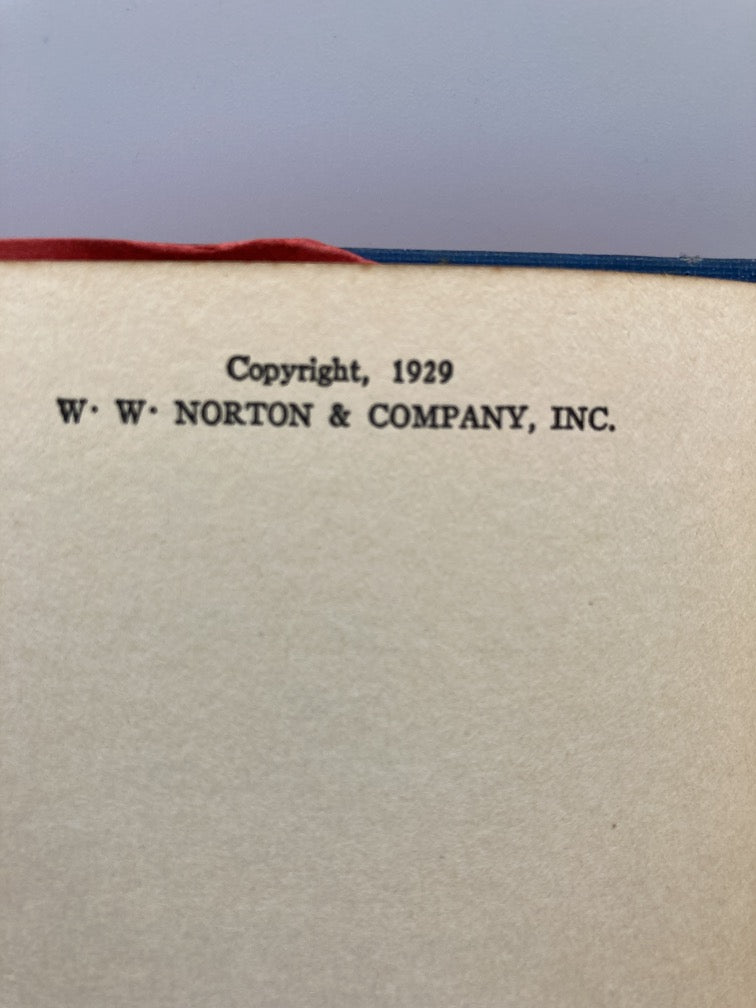 Copyright, 1929
W· W· NORTON & COMPANY, INC.